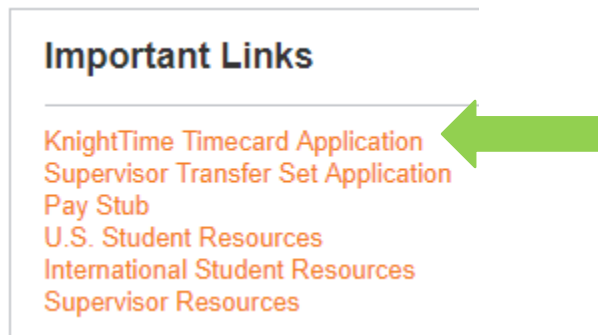 Important Links
KnightTime Timecard Application
Supervisor Transfer Set Application
Pay Stub
U.S. Student Resources
International Student Resources
Supervisor Resources